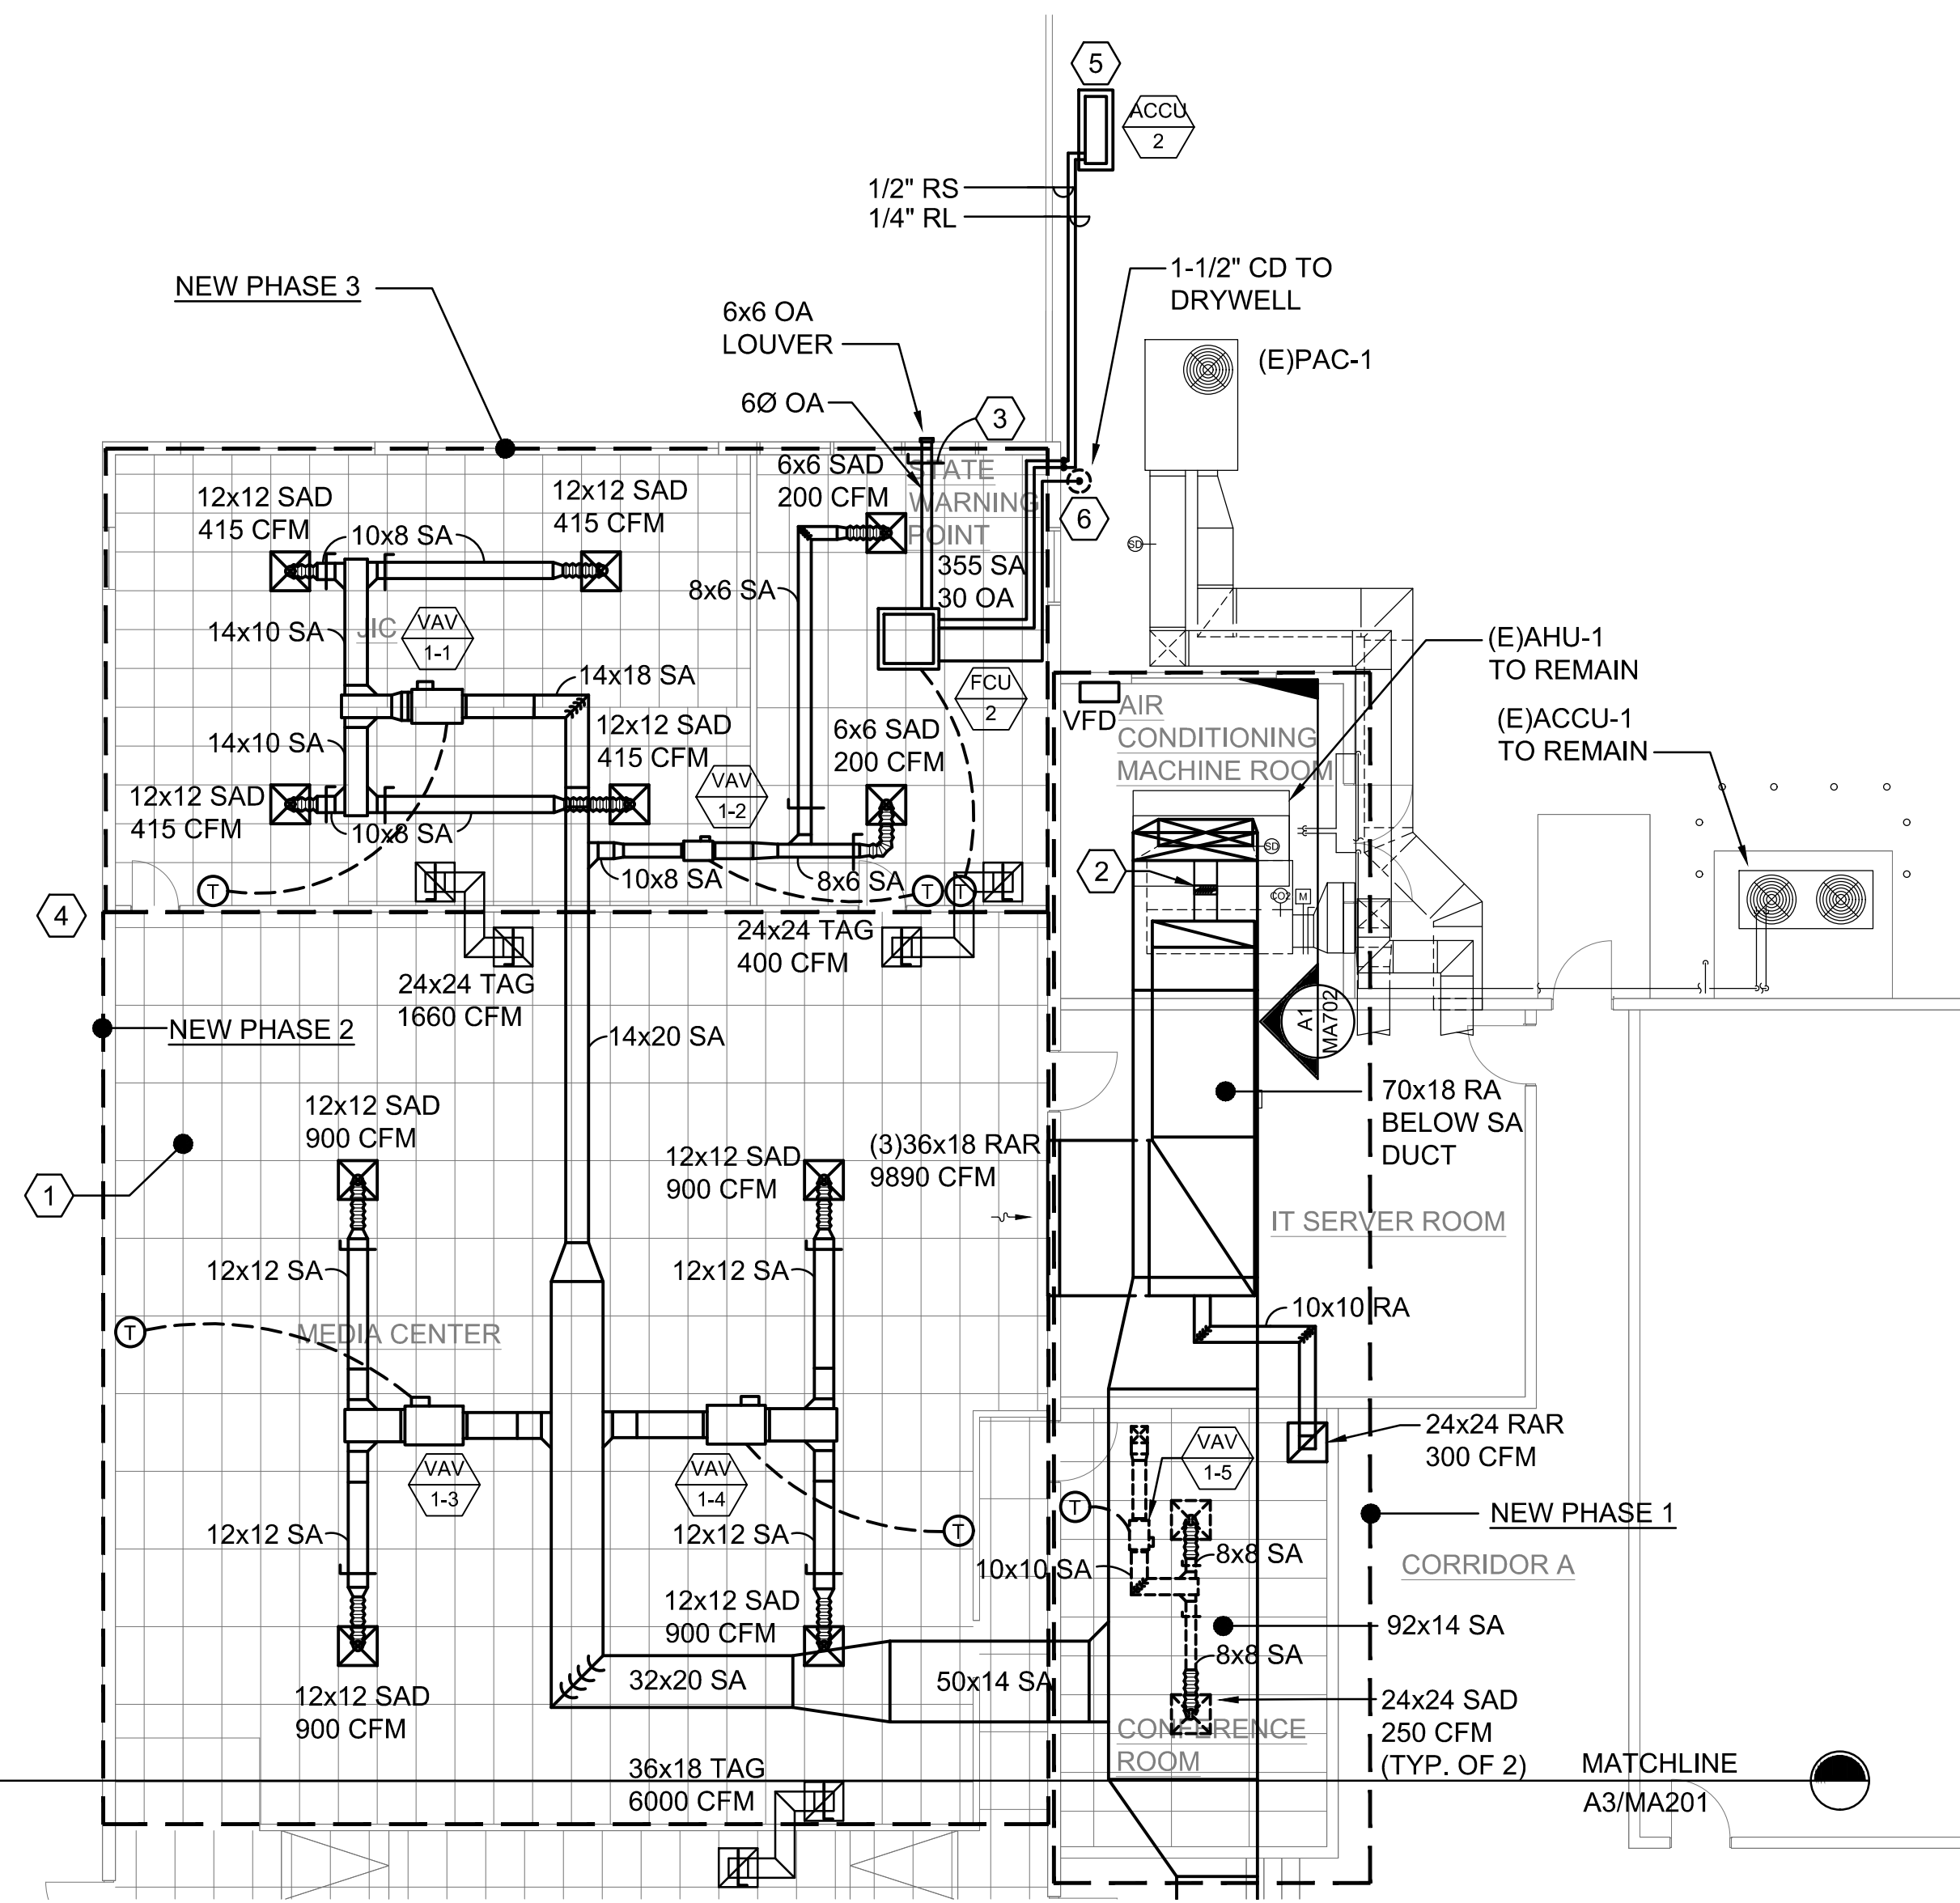 5
ACCU
2
1/2" RS
1/4" RL
1-1/2" CD TO
DRYWELL
NEW PHASE 3
6x6 OA
LOUVER
(E)PAC-1
6Ø OA
3
6x6 SAD
200 CFM
STATE
WARNING
POINT
12x12 SAD
415 CFM
12x12 SAD
415 CFM
6
10x8 SA
SD
355 SA
30 OA
8x6 SA
14x10 SA
JIC
VAV
1-1
(E)AHU-1
TO REMAIN
14x18 SA
FCU
2
VFD
AIR
CONDITIONING
MACHINE ROOM
(E)ACCU-1
TO REMAIN
12x12 SAD
415 CFM
6x6 SAD
200 CFM
14x10 SA
VAV
1-2
12x12 SAD
415 CFM
10x8 SA
SD
2
10x8 SA
8x6 SA
T
T
T
CO2
M
4
24x24 TAG
400 CFM
24x24 TAG
1660 CFM
A1
MA702
NEW PHASE 2
14x20 SA
70x18 RA
BELOW SA
DUCT
12x12 SAD
900 CFM
(3)36x18 RAR
9890 CFM
12x12 SAD
900 CFM
1
IT SERVER ROOM
12x12 SA
12x12 SA
10x10 RA
T
MEDIA CENTER
24x24 RAR
300 CFM
VAV
1-3
VAV
1-4
VAV
1-5
T
T
NEW PHASE 1
12x12 SA
12x12 SA
8x8 SA
10x10 SA
CORRIDOR A
12x12 SAD
900 CFM
92x14 SA
8x8 SA
32x20 SA
50x14 SA
12x12 SAD
900 CFM
24x24 SAD
250 CFM
(TYP. OF 2)
CONFERENCE
ROOM
36x18 TAG
6000 CFM
MATCHLINE
A3/MA201